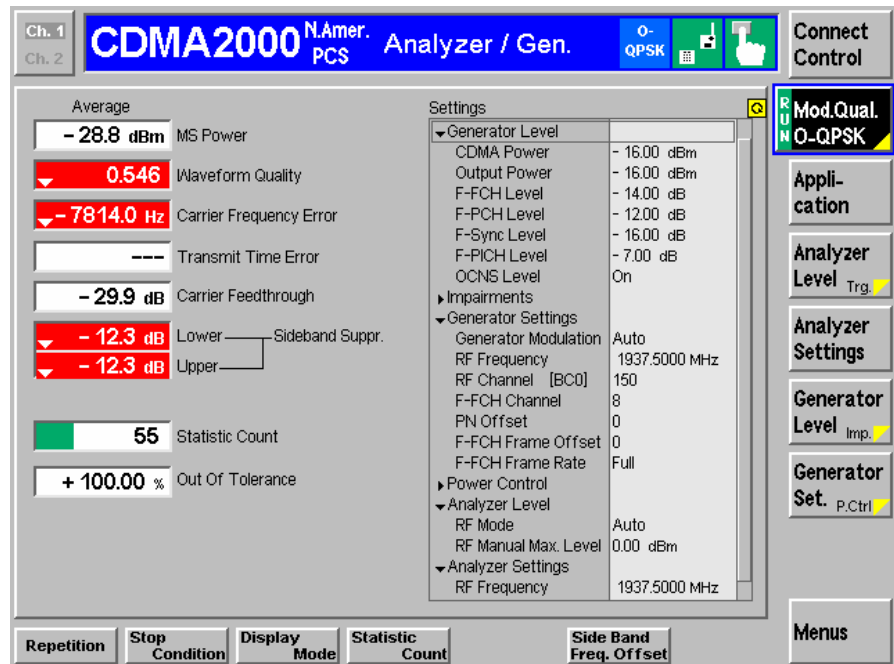 Ch. 1
Ch. 2
CDMA2000 N.Amer. PCS Analyzer / Gen.
O-
QPSK
Connect
Control
Average
- 28.8 dBm MS Power
0.546 Waveform Quality
- 7814.0 Hz Carrier Frequency Error
--- Transmit Time Error
- 29.9 dB Carrier Feedthrough
- 12.3 dB Lower Sideband Suppr.
- 12.3 dB Upper
55 Statistic Count
+ 100.00 % Out Of Tolerance
Settings
Generator Level
CDMA Power - 16.00 dBm
Output Power - 16.00 dBm
F-FCH Level - 14.00 dB
F-PCH Level - 12.00 dB
F-Sync Level - 16.00 dB
F-PICH Level - 7.00 dB
OCNS Level On
Impairments
Generator Settings
Generator Modulation Auto
RF Frequency 1937.5000 MHz
RF Channel [BC0] 150
F-FCH Channel 8
PN Offset 0
F-FCH Frame Offset 0
F-FCH Frame Rate Full
Power Control
Analyzer Level
RF Mode Auto
RF Manual Max. Level 0.00 dBm
Analyzer Settings
RF Frequency 1937.5000 MHz
RUN
Mod.Qual.
O-QPSK
Appli-
cation
Analyzer
Level Trg.
Analyzer
Settings
Generator
Level Imp.
Generator
Set. P.Ctrl
Menus
Repetition
Stop
Condition
Display
Mode
Statistic
Count
Side Band
Freq. Offset